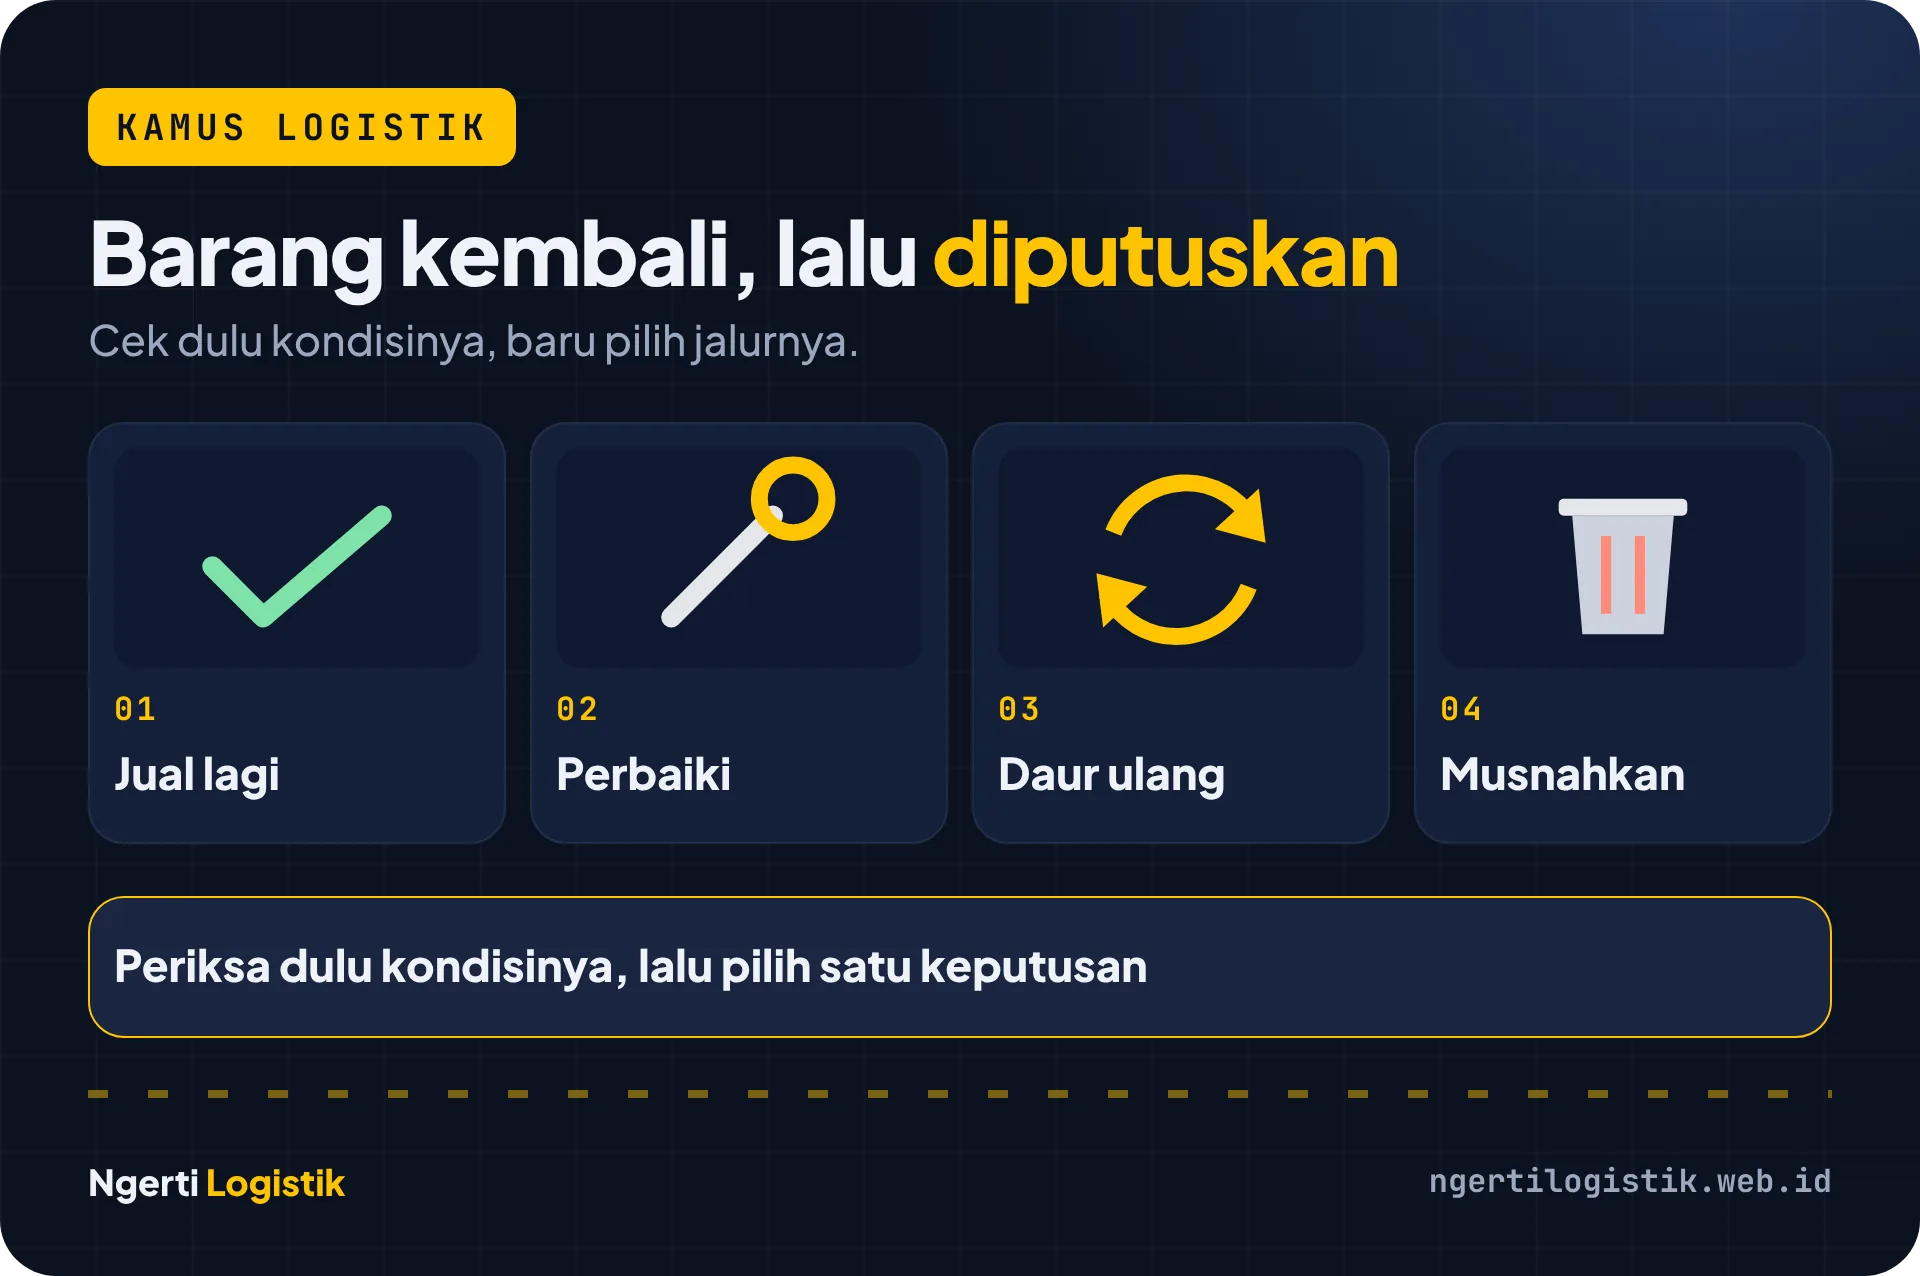 KAMUS LOGISTIK
Barang kembali, lalu diputuskan
Cek dulu kondisinya, baru pilih jalurnya.
01
Jual lagi
02
Perbaiki
03
Daur ulang
04
Musnahkan
Periksa dulu kondisinya, lalu pilih satu keputusan
Ngerti Logistik
ngertilogistik.web.id